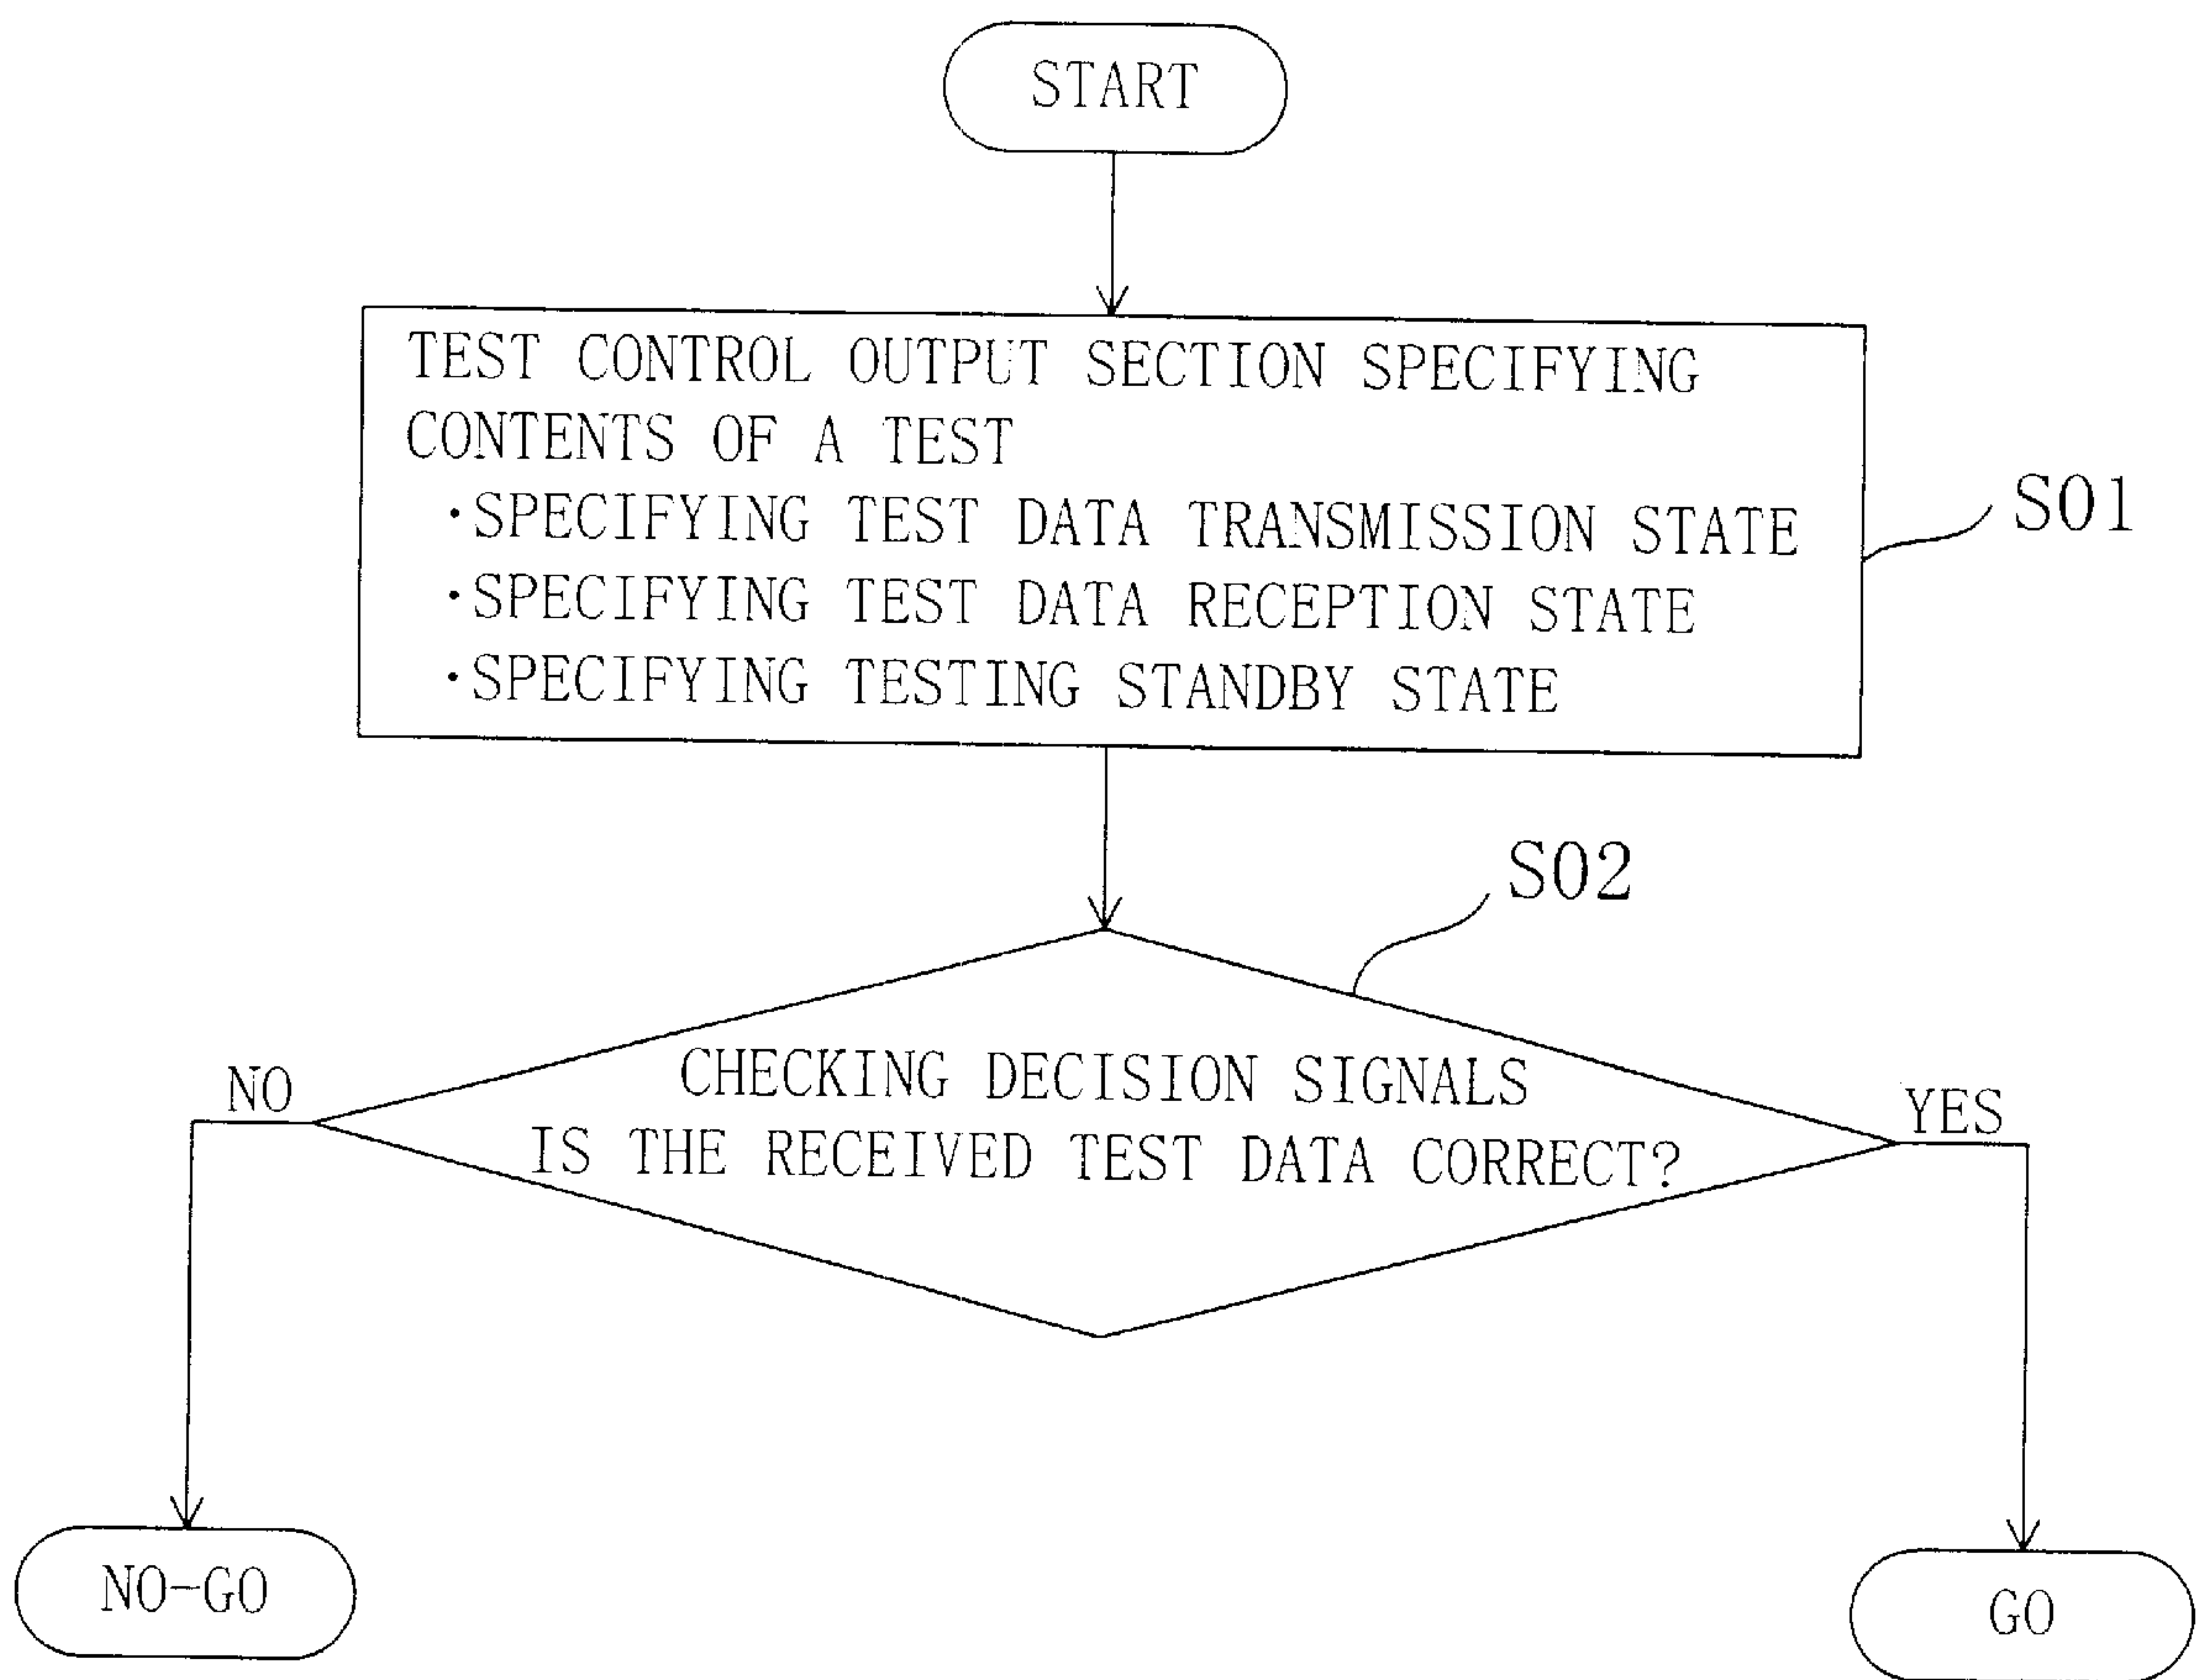 START
TEST CONTROL OUTPUT SECTION SPECIFYING
CONTENTS OF A TEST
·SPECIFYING TEST DATA TRANSMISSION STATE
·SPECIFYING TEST DATA RECEPTION STATE
·SPECIFYING TESTING STANDBY STATE
S01
S02
CHECKING DECISION SIGNALS
IS THE RECEIVED TEST DATA CORRECT?
NO
YES
NO-GO
GO